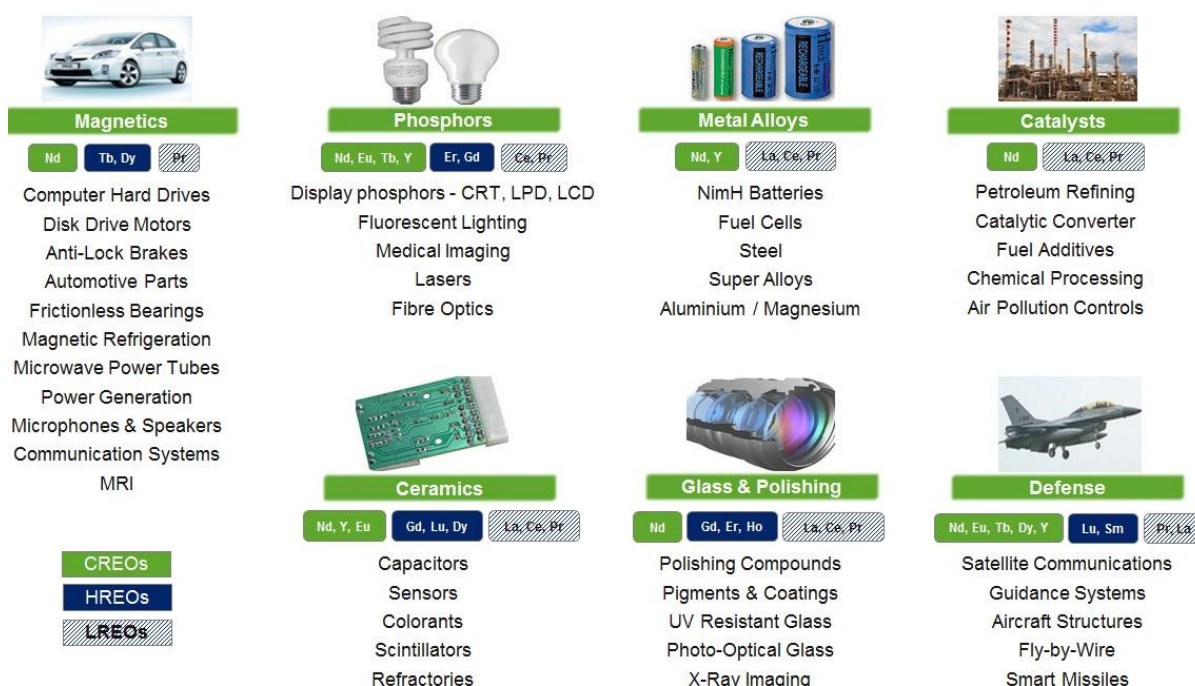 Magnetics
Nd
Tb, Dy
Pr
Computer Hard Drives
Disk Drive Motors
Anti-Lock Brakes
Automotive Parts
Frictionless Bearings
Magnetic Refrigeration
Microwave Power Tubes
Power Generation
Microphones & Speakers
Communication Systems
MRI
Phosphors
Nd, Eu, Tb, Y
Er, Gd
Ce, Pr
Display phosphors - CRT, LPD, LCD
Fluorescent Lighting
Medical Imaging
Lasers
Fibre Optics
RECHARGEABLE
RECHARGEABLE
Metal Alloys
Nd, Y
La, Ce, Pr
NimH Batteries
Fuel Cells
Steel
Super Alloys
Aluminium / Magnesium
Catalysts
Nd
La, Ce, Pr
Petroleum Refining
Catalytic Converter
Fuel Additives
Chemical Processing
Air Pollution Controls
Ceramics
Nd, Y, Eu
Gd, Lu, Dy
La, Ce, Pr
Capacitors
Sensors
Colorants
Scintillators
Refractories
Glass & Polishing
Nd
Gd, Er, Ho
La, Ce, Pr
Polishing Compounds
Pigments & Coatings
UV Resistant Glass
Photo-Optical Glass
X-Ray Imaging
Defense
Nd, Eu, Tb, Dy, Y
Lu, Sm
Pr, La
Satellite Communications
Guidance Systems
Aircraft Structures
Fly-by-Wire
Smart Missiles
CREOs
HREOs
LREOs